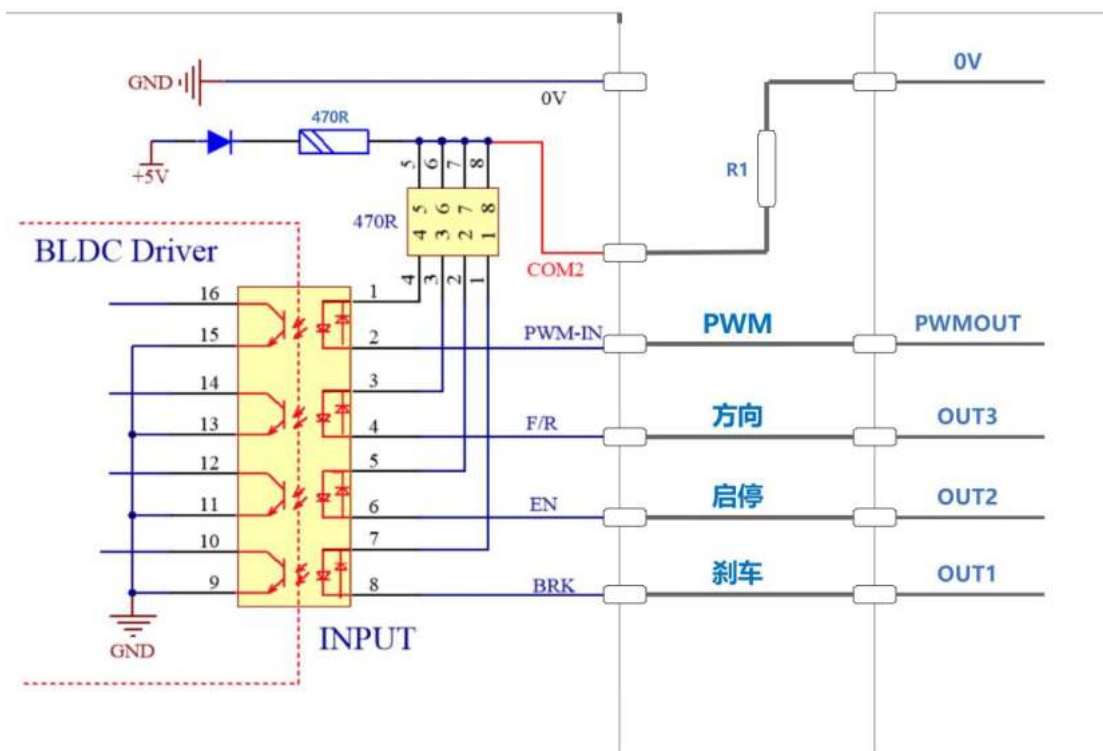 0V
GND
0V
470R
+5V
5 6 7 8
5 6 7 8
470R
4 3 2 1
4 3 2 1
R1
COM2
BLDC Driver
16
1
15
PWM-IN
2
PWM
PWMOUT
14
3
13
F/R
4
方向
OUT3
12
5
11
EN
6
启停
OUT2
10
7
9
BRK
8
刹车
OUT1
GND
INPUT